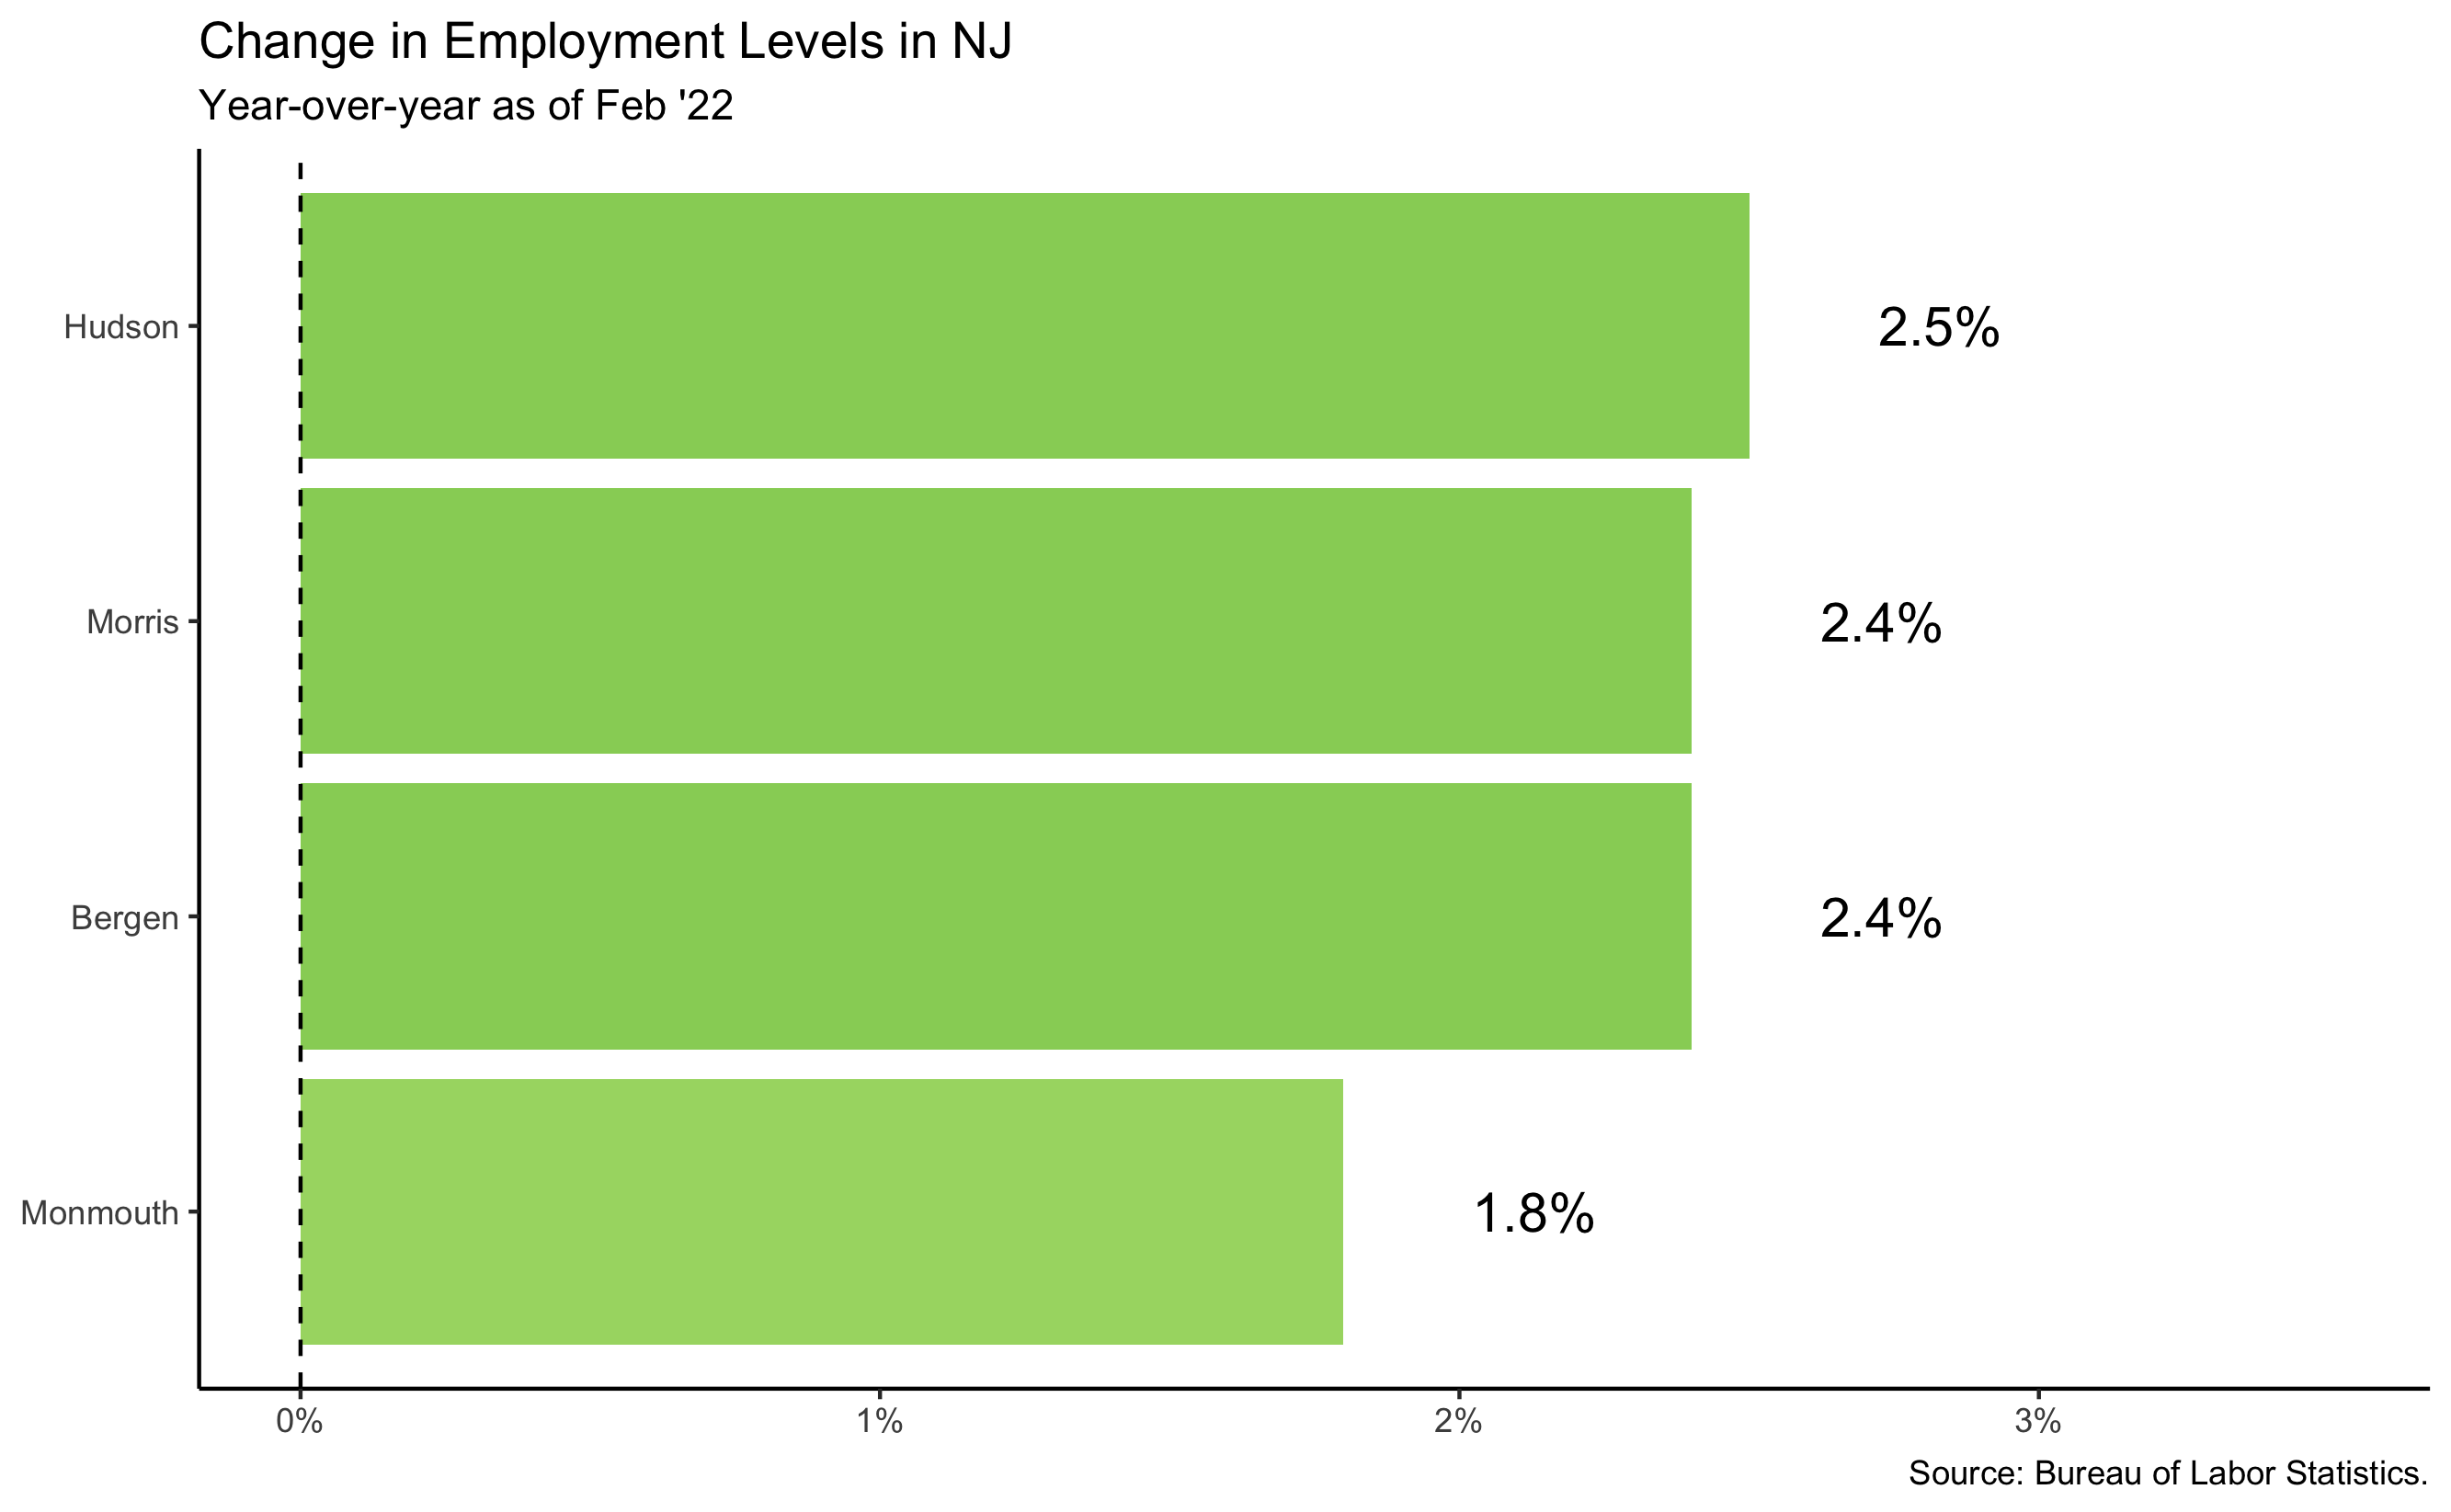 Change in Employment Levels in NJ
Year-over-year as of Feb '22
Hudson
2.5%
Morris
2.4%
Bergen
2.4%
Monmouth
1.8%
0% 1% 2% 3%
Source: Bureau of Labor Statistics.